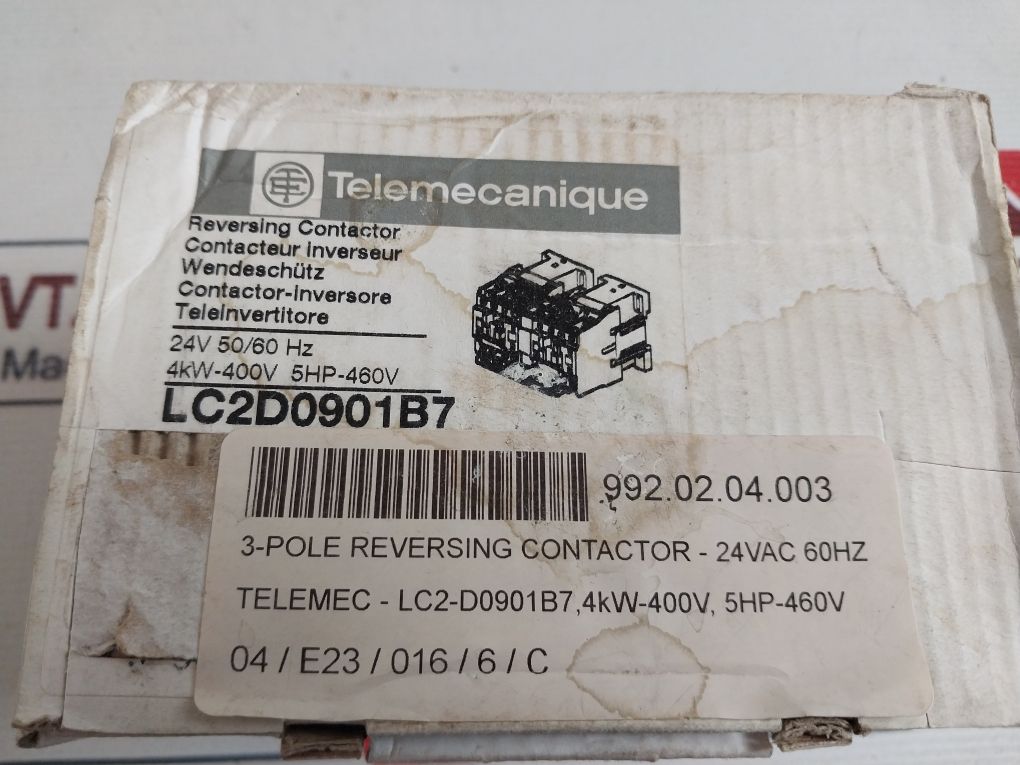 Telemecanique
Reversing Contactor
Contacteur inverseur
Wendeschütz
Contactor-inversore
Teleinvertitore
24V 50/60 Hz
4kW-400V 5HP-460V
LC2D0901B7
992.02.04.003
3-POLE REVERSING CONTACTOR - 24VAC 60HZ
TELEMEC - LC2-D0901B7,4kW-400V, 5HP-460V
04 / E23 / 016 / 6 / C
VT